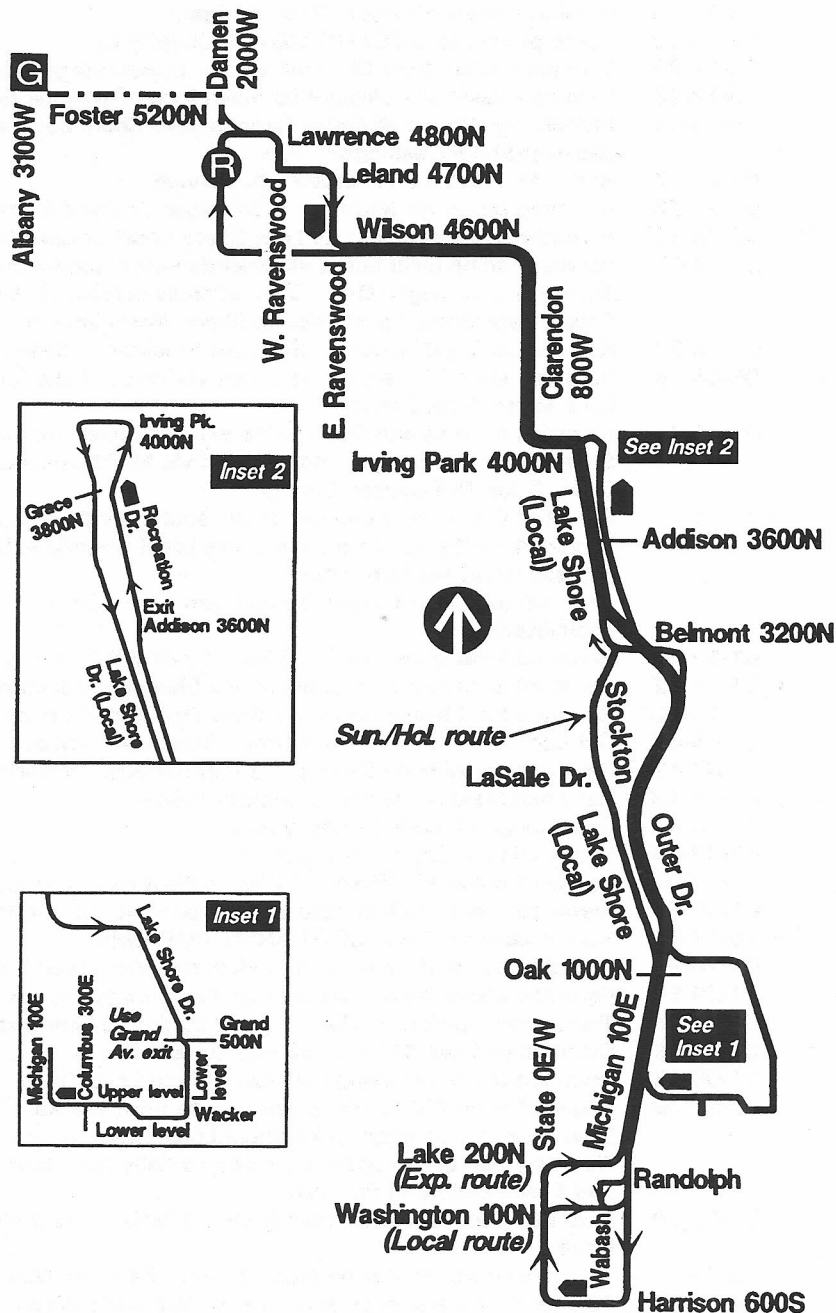 G
Albany 3100W
Foster 5200N
Damen
2000W
R
Lawrence 4800N
Leland 4700N
Wilson 4600N
W. Ravenswood
E. Ravenswood
Clarendon
800W
Irving Park 4000N
See Inset 2
Lake Shore
(Local)
Addison 3600N
Belmont 3200N
Stockton
Sun./Hol. route
LaSalle Dr.
Lake Shore
(Local)
Outer Dr.
Oak 1000N
See
Inset 1
State 0E/W
Michigan 100E
Lake 200N
(Exp. route)
Randolph
Washington 100N
(Local route)
Wabash
Harrison 600S
Inset 2
Irving Pk.
4000N
Grace
3800N
Recreation
Dr.
Exit
Addison 3600N
Lake Shore
Dr. (Local)
Inset 1
Lake Shore Dr.
Use
Grand
Av. exit
Grand
500N
Michigan 100E
Columbus 300E
Upper level
Lower
level
Wacker
Lower level